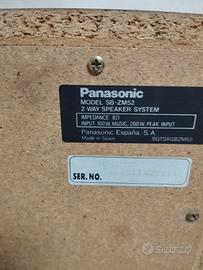 Panasonic
MODEL SB-ZM52
2 WAY SPEAKER SYSTEM
IMPEDANCE 8Ω
INPUT 100W. MUSIC, 200W. PEAK INPUT
Panasonic España, S.A.
Made in Spain
SGTS8GBZM52
SER. NO.
subito